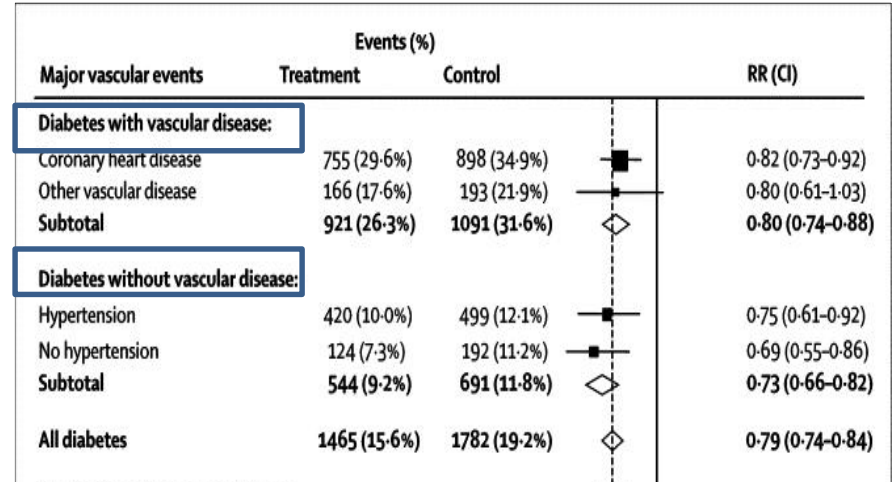 Events (%)
Major vascular events Treatment Control RR (CI)
Diabetes with vascular disease:
Coronary heart disease 755 (29·6%) 898 (34·9%) 0·82 (0·73–0·92)
Other vascular disease 166 (17·6%) 193 (21·9%) 0·80 (0·61–1·03)
Subtotal 921 (26·3%) 1091 (31·6%) 0·80 (0·74–0·88)
Diabetes without vascular disease:
Hypertension 420 (10·0%) 499 (12·1%) 0·75 (0·61–0·92)
No hypertension 124 (7·3%) 192 (11·2%) 0·69 (0·55–0·86)
Subtotal 544 (9·2%) 691 (11·8%) 0·73 (0·66–0·82)
All diabetes 1465 (15·6%) 1782 (19·2%) 0·79 (0·74–0·84)